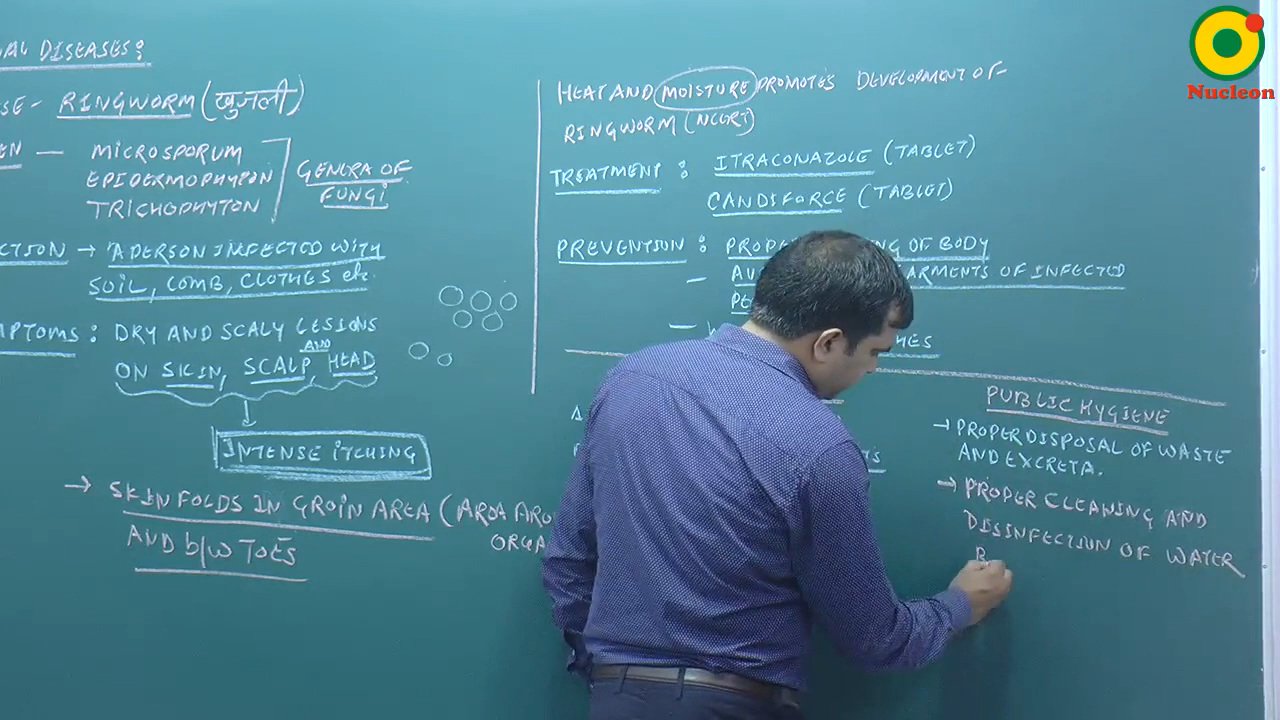 AL DISEASES:
SE - RINGWORM (खुजली)
EN - MICROSPORUM
EPIDERMOPHYTON
TRICHOPHYTON
GENERA OF
FUNGI
CTION → A PERSON INFECTED WITH
SOIL, COMB, CLOTHES etc.
MPTOMS: DRY AND SCALY LESIONS
ON SKIN, SCALP AND HEAD
INTENSE ITCHING
→ SKIN FOLDS IN GROIN AREA (AREA ARO
ORGA
AND b/w TOES
HEAT AND MOISTURE PROMOTES DEVELOPMENT OF
RINGWORM (NCERT)
TREATMENT: ITRACONAZOLE (TABLET)
CANDIFORCE (TABLET)
PREVENTION: PROPE NG OF BODY
- AV ARMENTS OF INFECTED
PE
- W HES
PUBLIC HYGIENE
→ PROPER DISPOSAL OF WASTE
AND EXCRETA.
→ PROPER CLEANING AND
DISINFECTION OF WATER
Nucleon